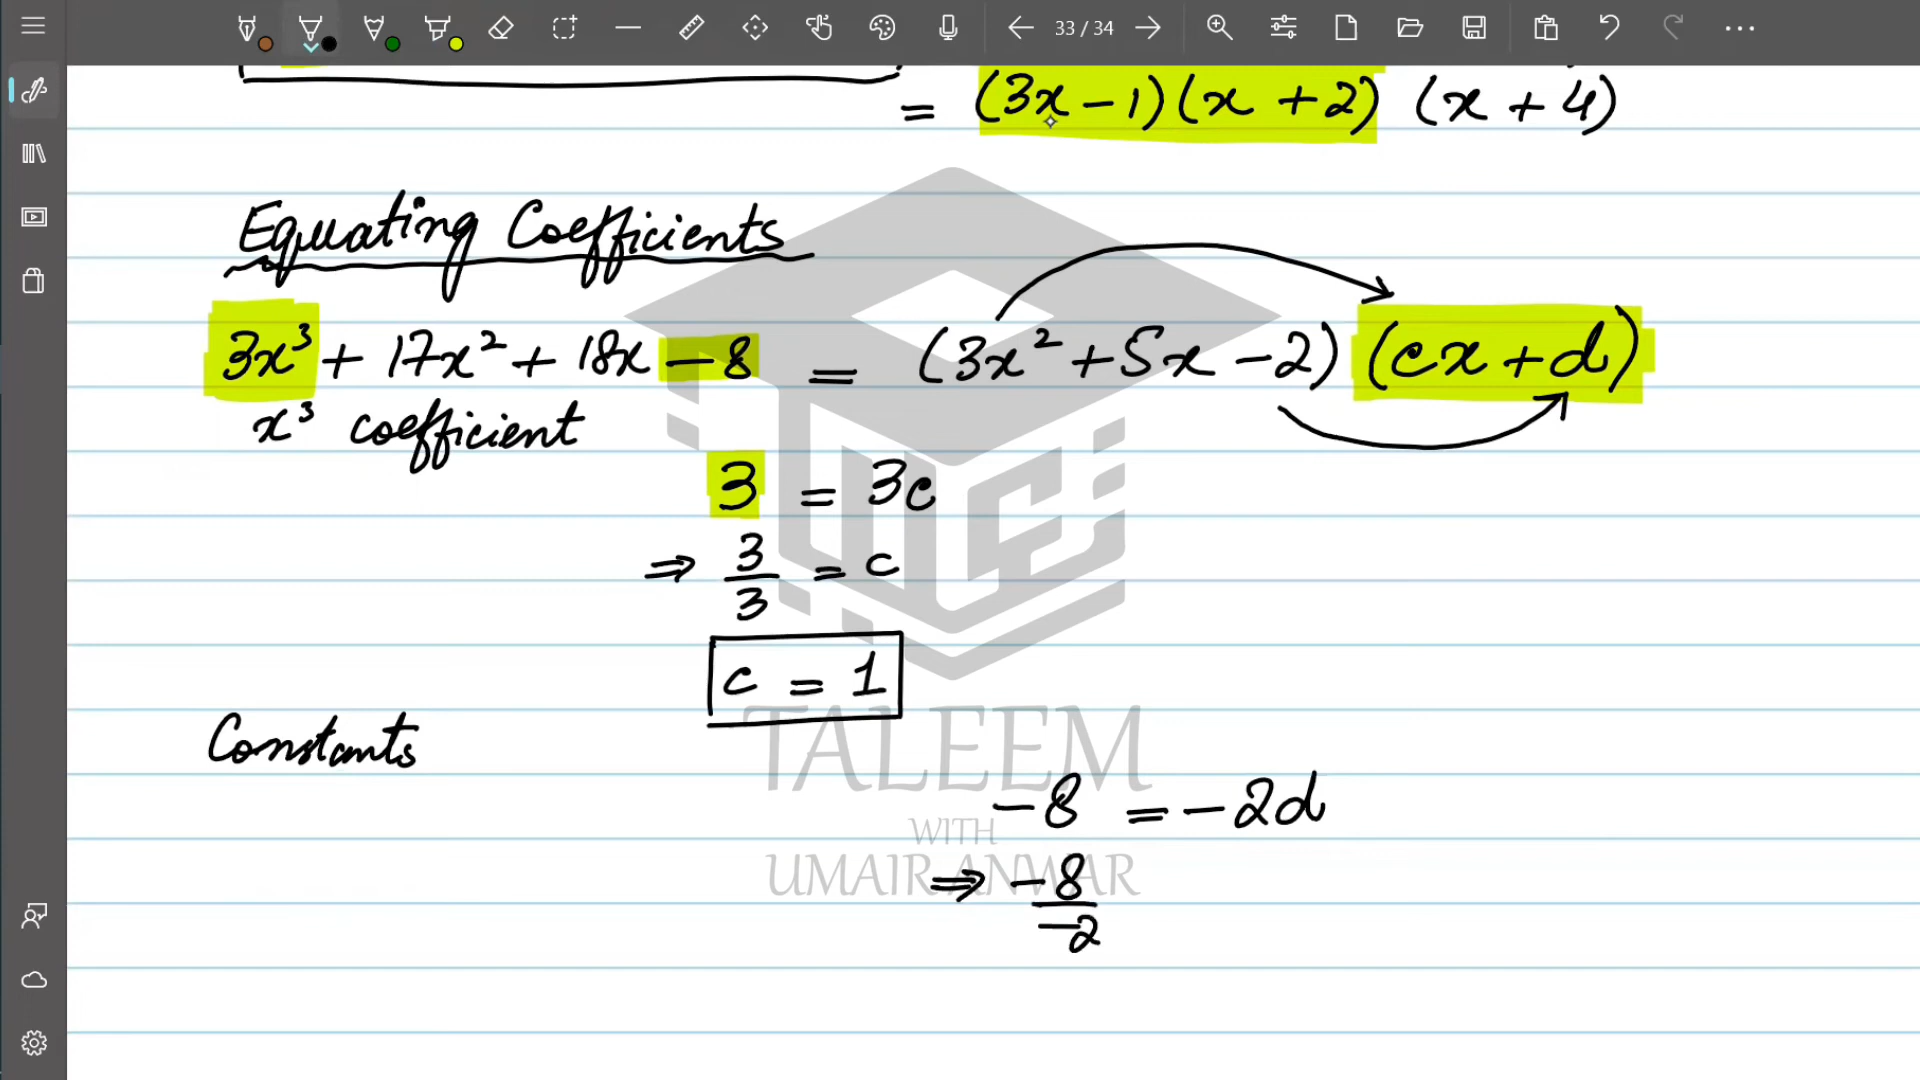 33 / 34
= (3x - 1) (x + 2) (x + 4)
Equating Coefficients
3x³ + 17x² + 18x - 8 = (3x² + 5x - 2) (cx + d)
x³ coefficient
3 = 3c
⇒ 3/3 = c
c = 1
Constants
TALEEM
-8 = -2d
WITH
UMAIR ANWAR
⇒ -8/-2